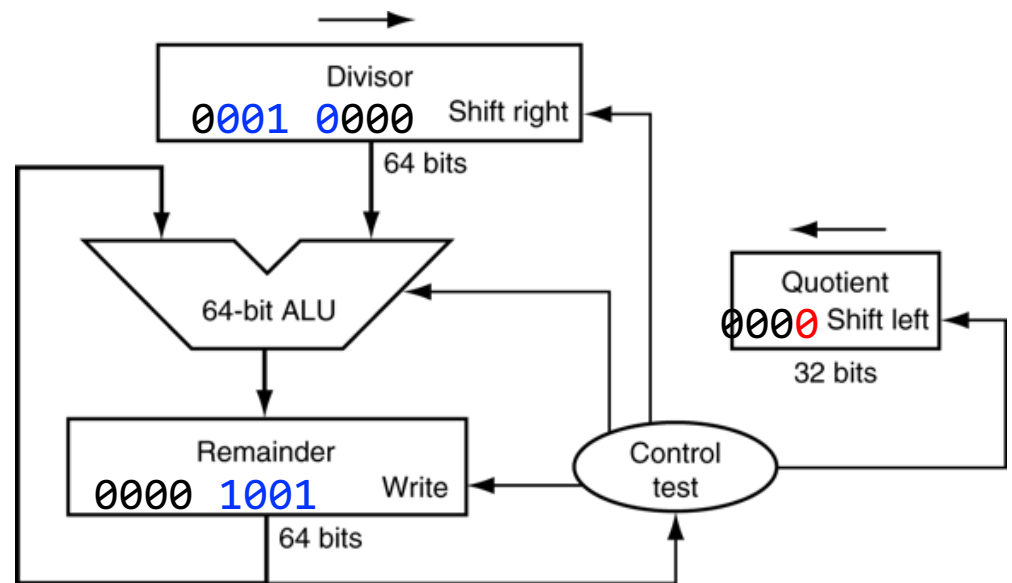 Divisor
0001 0000 Shift right
64 bits
64-bit ALU
Quotient
0000 Shift left
32 bits
Remainder
0000 1001 Write
64 bits
Control
test